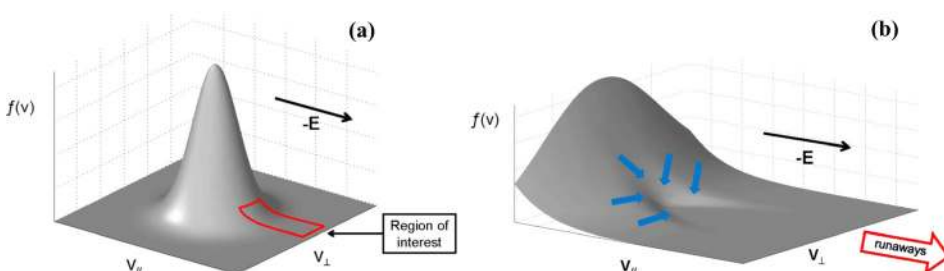 (a)
f(v)
-E
Region of
interest
V∥
V⊥
(b)
f(v)
-E
V∥
V⊥
runaways